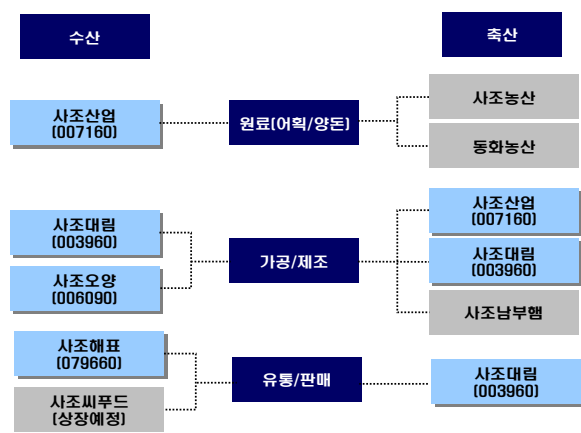 수산
축산
사조산업
(007160)
원료(어획/양돈)
사조농산
동화농산
사조대림
(003960)
사조오양
(006090)
가공/제조
사조산업
(007160)
사조대림
(003960)
사조남부햄
사조해표
(079660)
사조씨푸드
(상장예정)
유통/판매
사조대림
(003960)